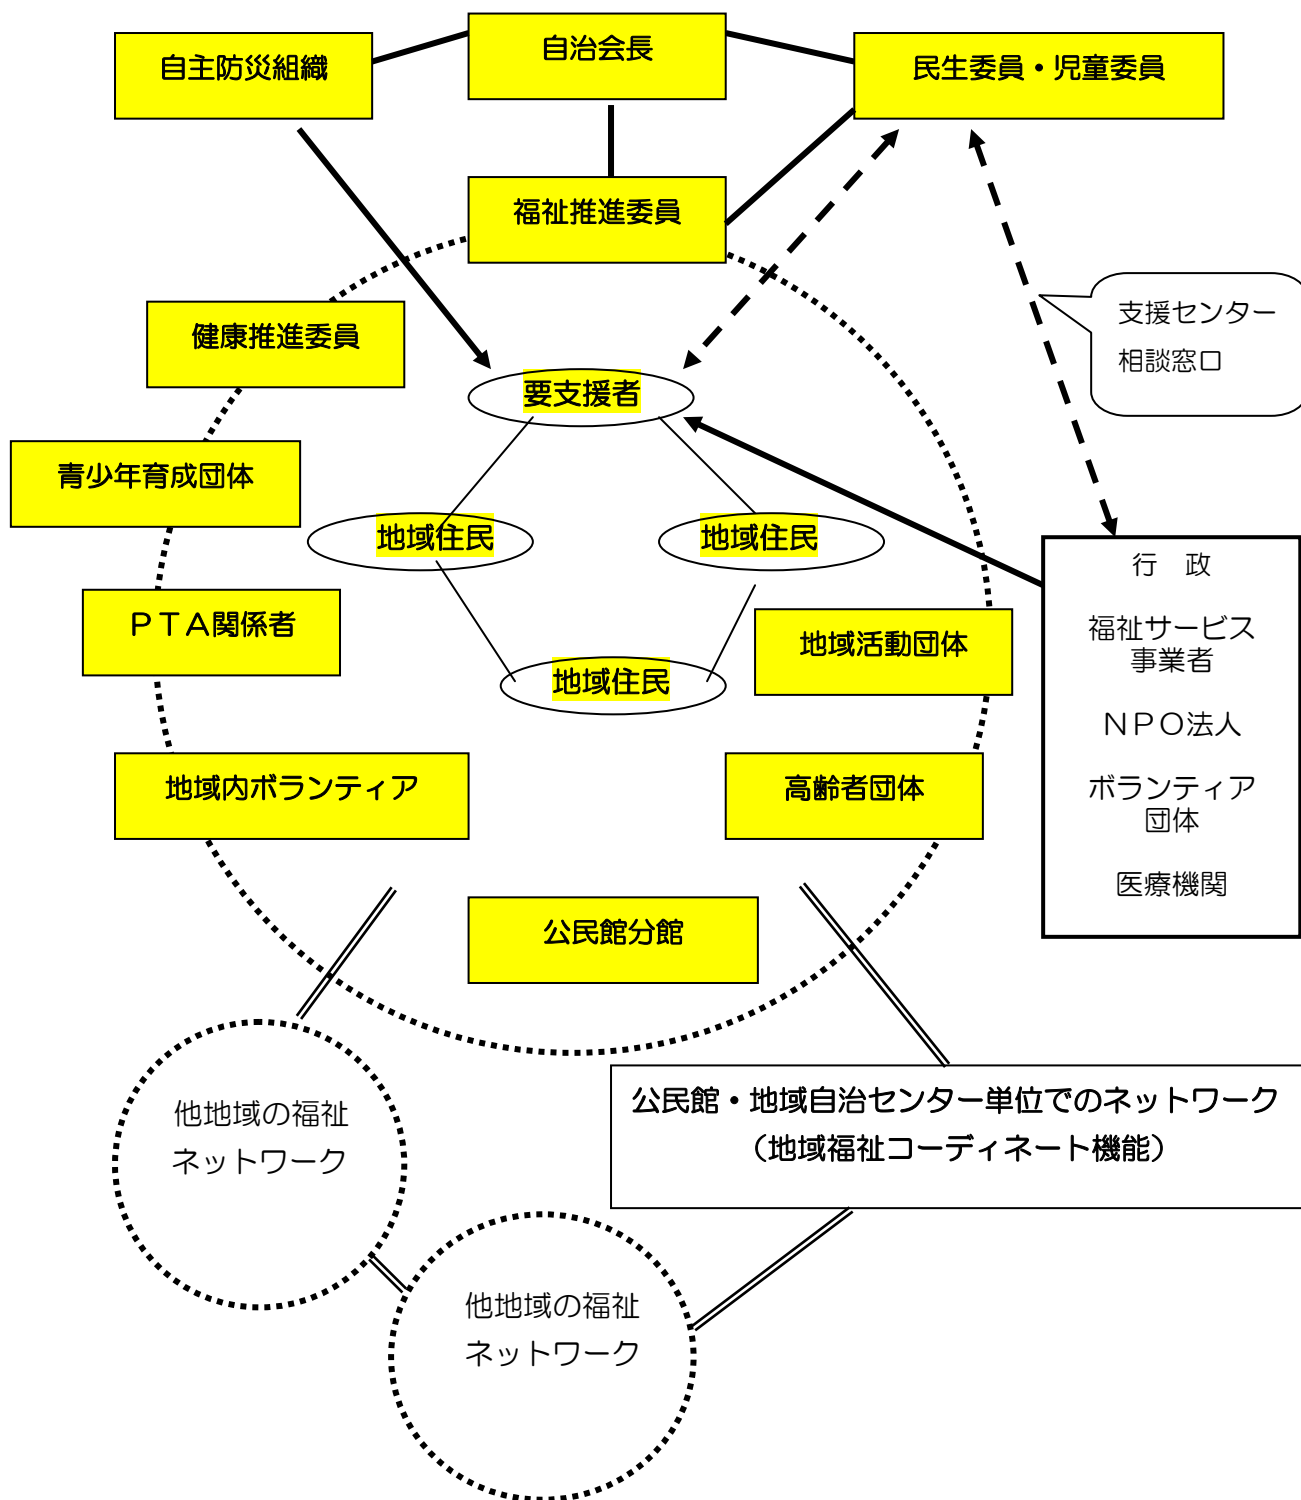 自治会長
自主防災組織
民生委員・児童委員
福祉推進委員
支援センター
相談窓口
健康推進委員
要支援者
青少年育成団体
地域住民
地域住民
行　政
福祉サービス
事業者
ＮＰＯ法人
ボランティア
団体
医療機関
ＰＴＡ関係者
地域活動団体
地域住民
地域内ボランティア
高齢者団体
公民館分館
他地域の福祉
ネットワーク
公民館・地域自治センター単位でのネットワーク
（地域福祉コーディネート機能）
他地域の福祉
ネットワーク